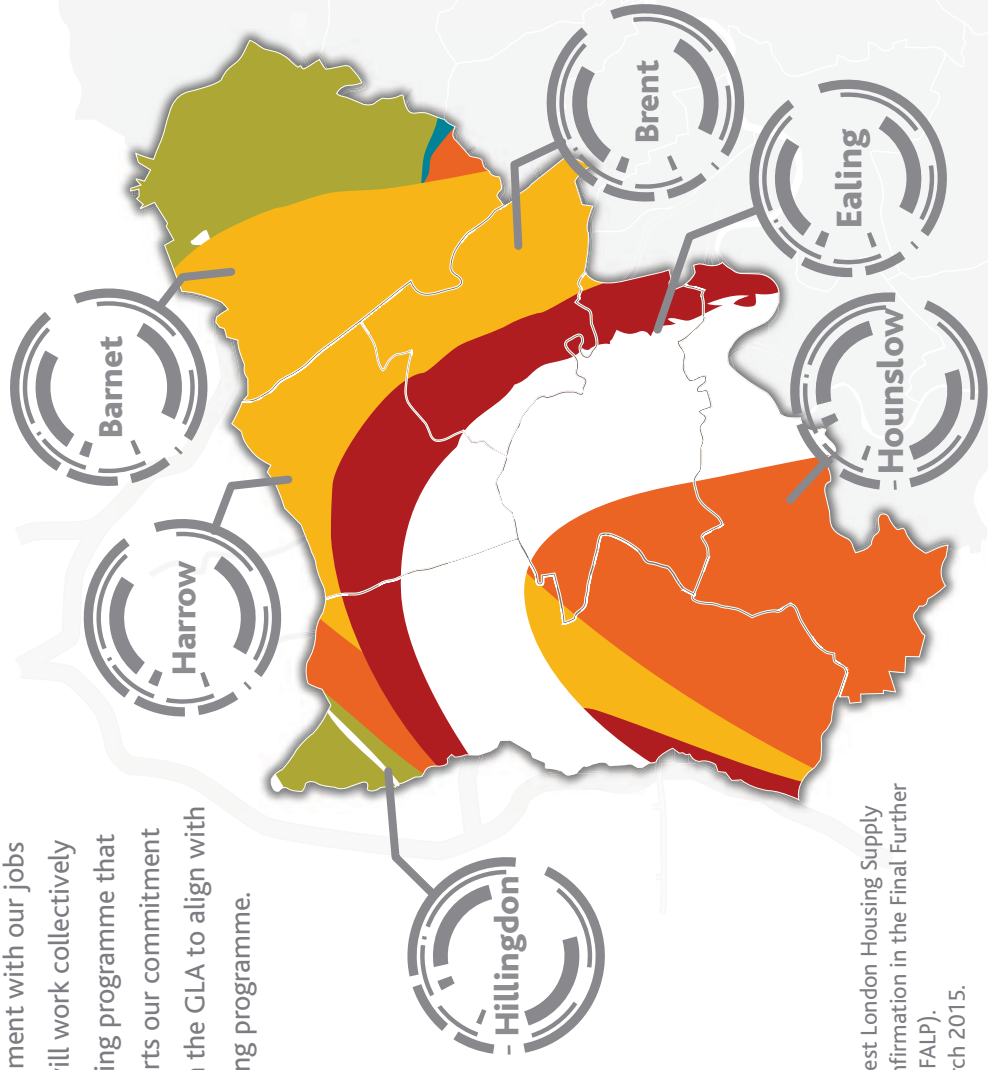 ment with our jobs
ill work collectively
ing programme that
rts our commitment
the GLA to align with
ng programme.
Barnet
Harrow
Brent
Ealing
Hounslow
Hillingdon
est London Housing Supply
nfirmation in the Final Further
FALP).
rch 2015.